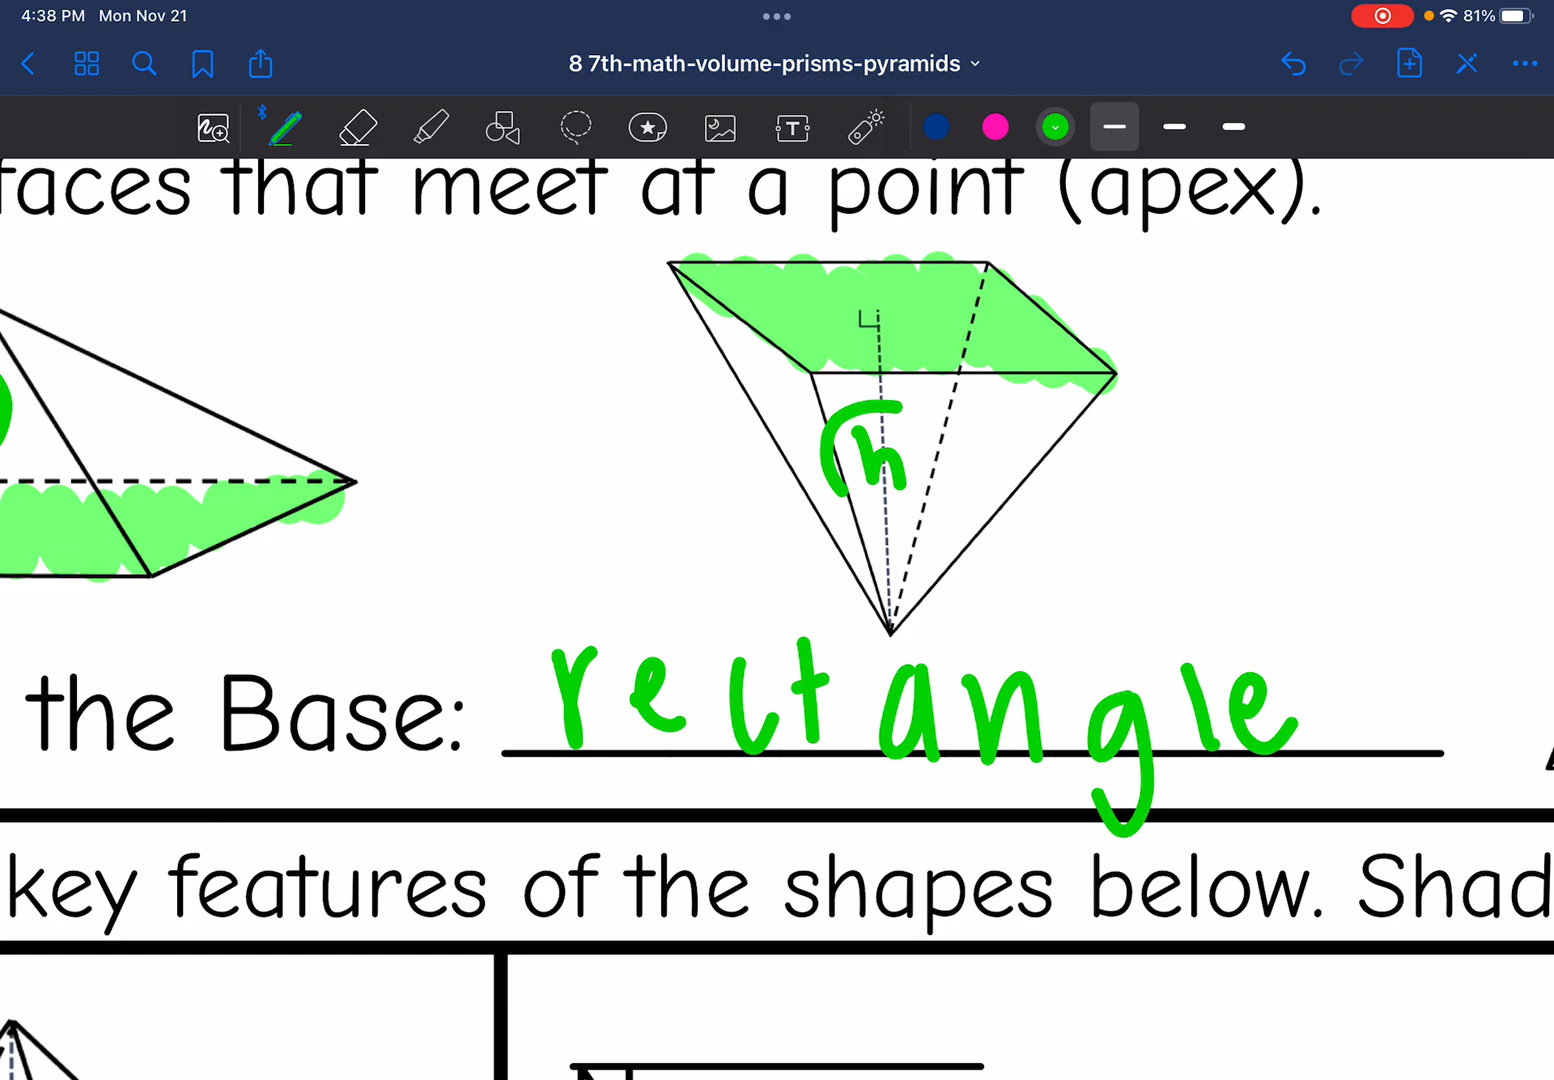 4:38 PM Mon Nov 21
81%
8 7th-math-volume-prisms-pyramids
T
faces that meet at a point (apex).
h
the Base: rectangle
key features of the shapes below. Shad